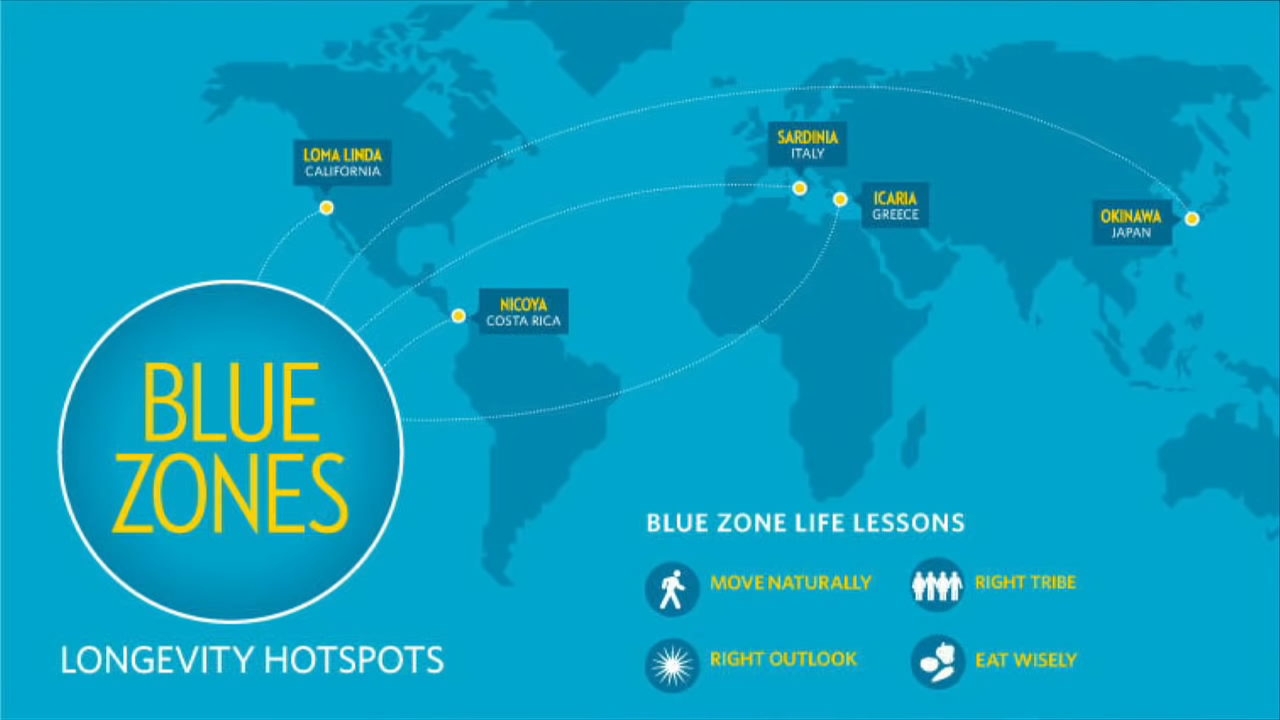 LOMA LINDA
CALIFORNIA
SARDINIA
ITALY
ICARIA
GREECE
OKINAWA
JAPAN
NICOYA
COSTA RICA
BLUE
ZONES
LONGEVITY HOTSPOTS
BLUE ZONE LIFE LESSONS
MOVE NATURALLY
RIGHT TRIBE
RIGHT OUTLOOK
EAT WISELY